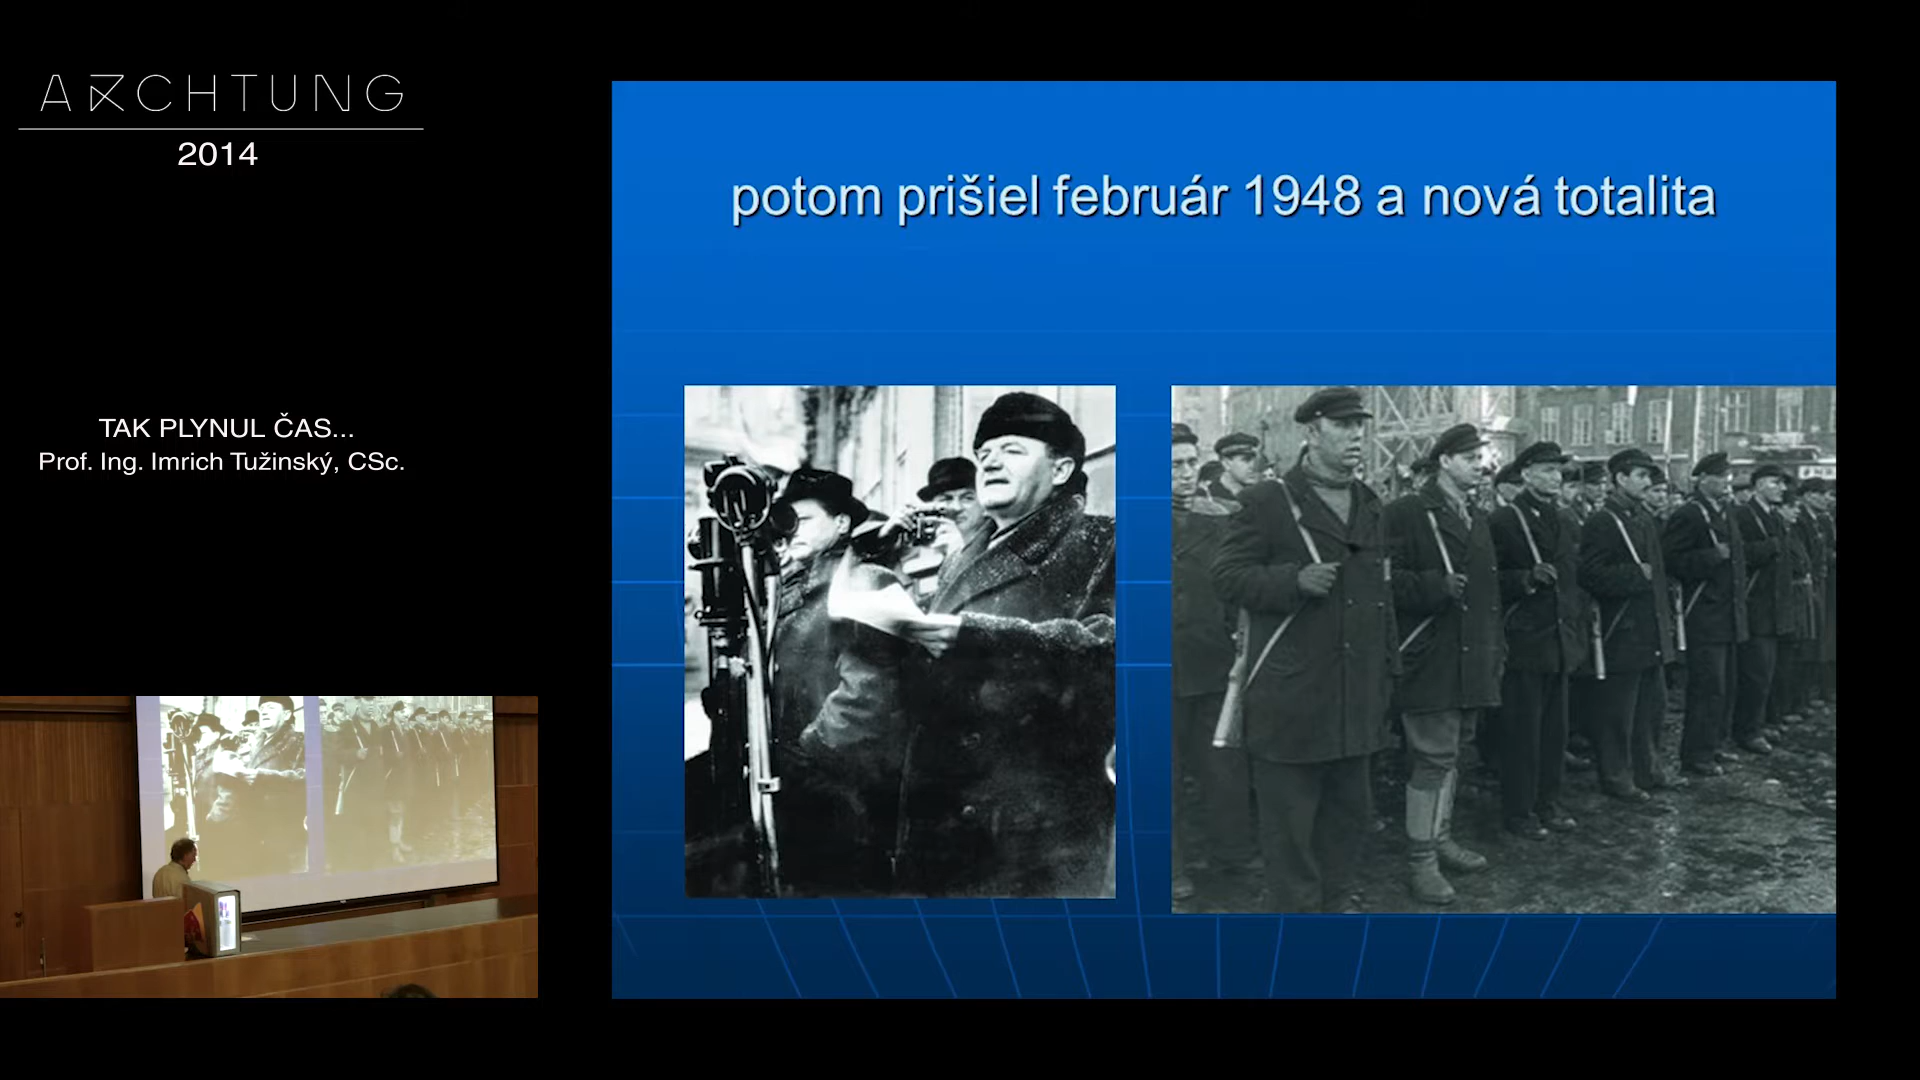 ARCHTUNG
2014
TAK PLYNUL ČAS...
Prof. Ing. Imrich Tužinský, CSc.
potom prišiel február 1948 a nová totalita